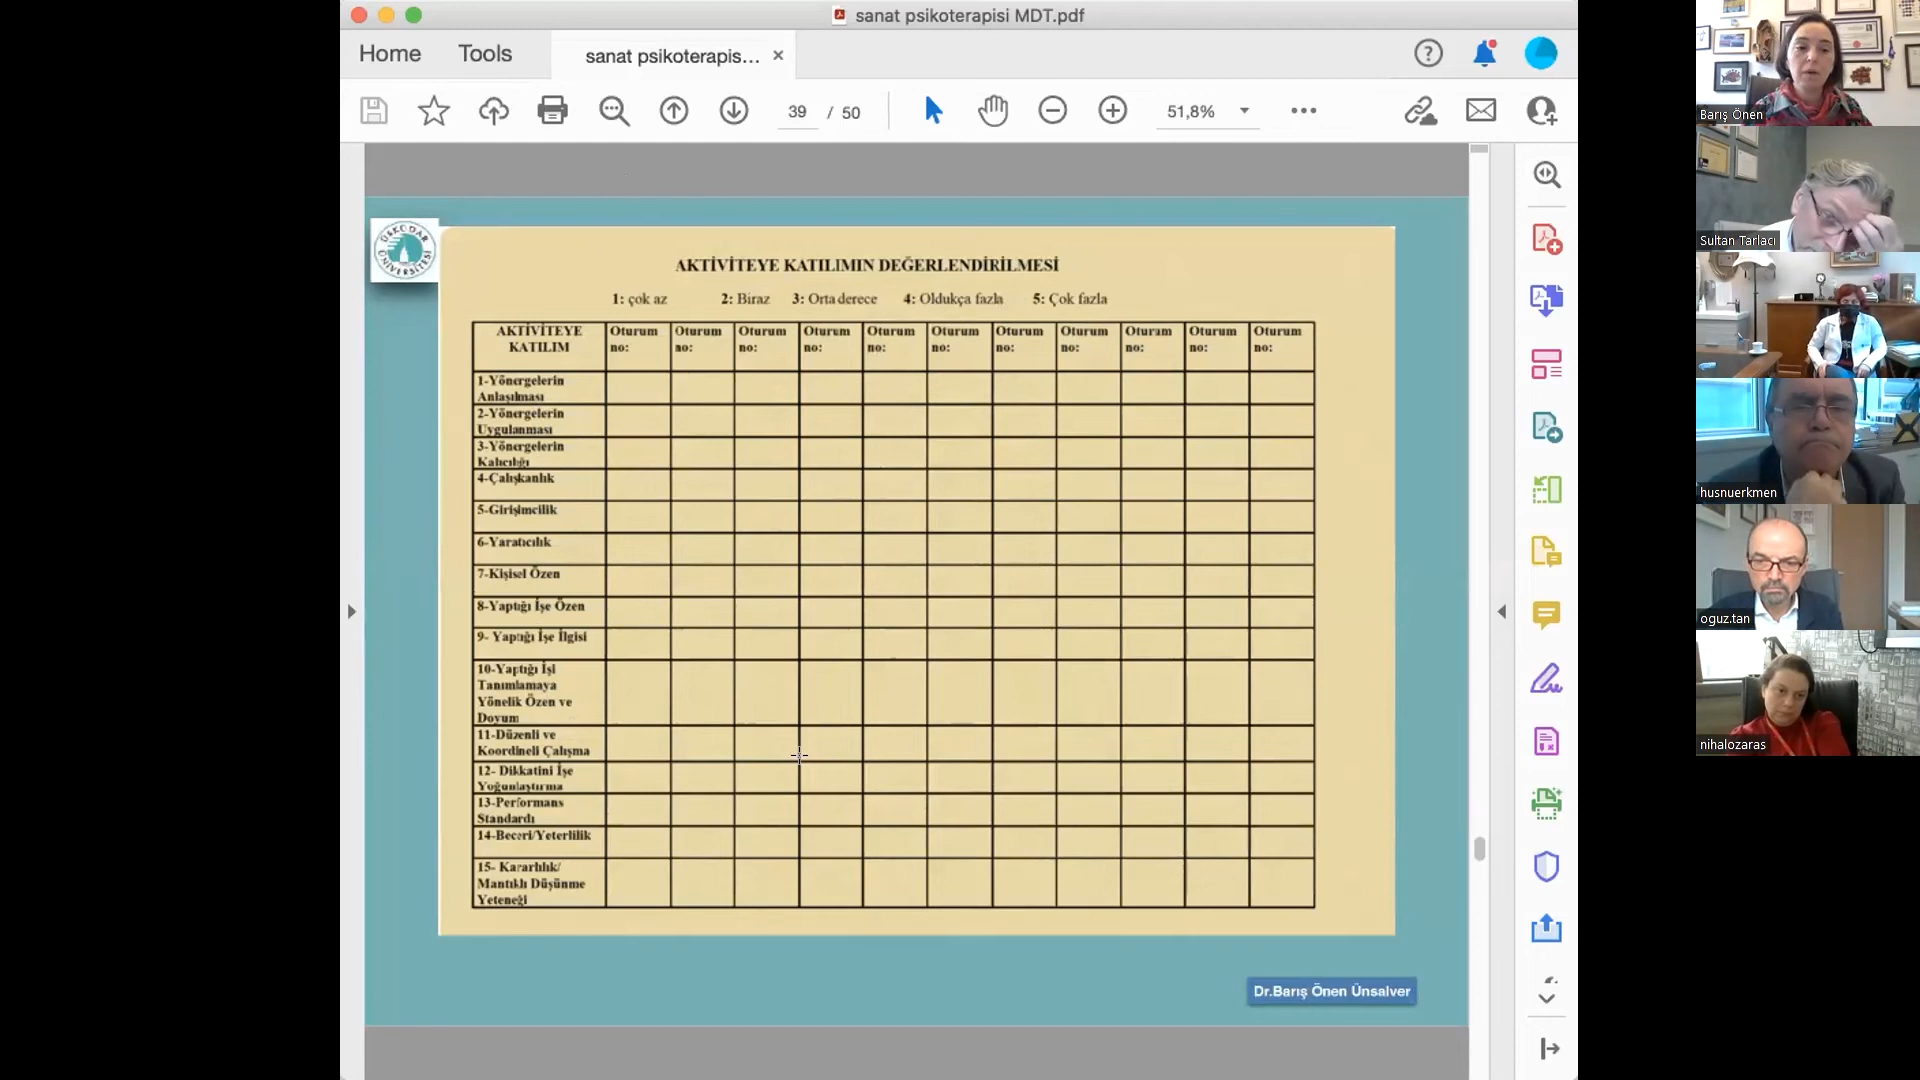 sanat psikoterapisi MDT.pdf
Home
Tools
sanat psikoterapis...
39 / 50
51,8%
ÜSKÜDAR ÜNİVERSİTESİ
AKTİVİTEYE KATILIMIN DEĞERLENDİRİLMESİ
1: çok az 2: Biraz 3: Orta derece 4: Oldukça fazla 5: Çok fazla
AKTİVİTEYE Oturum Oturum Oturum Oturum Oturum Oturum Oturum Oturum Oturum Oturum Oturum
KATILIM no: no: no: no: no: no: no: no: no: no: no:
1-Yönergelerin
Anlaşılması
2-Yönergelerin
Uygulanması
3-Yönergelerin
Kalıcılığı
4-Çalışkanlık
5-Girişimcilik
6-Yaratıcılık
7-Kişisel Özen
8-Yaptığı İşe Özen
9- Yaptığı İşe İlgisi
10-Yaptığı İşi
Tanımlamaya
Yönelik Özen ve
Doyum
11-Düzenli ve
Koordineli Çalışma
12- Dikkatini İşe
Yoğunlaştırma
13-Performans
Standardı
14-Beceri/Yeterlilik
15- Kararlılık/
Mantıklı Düşünme
Yeteneği
Dr.Barış Önen Ünsalver
Barış Önen
Sultan Tarlacı
husnuerkmen
oguz.tan
nihalozaras